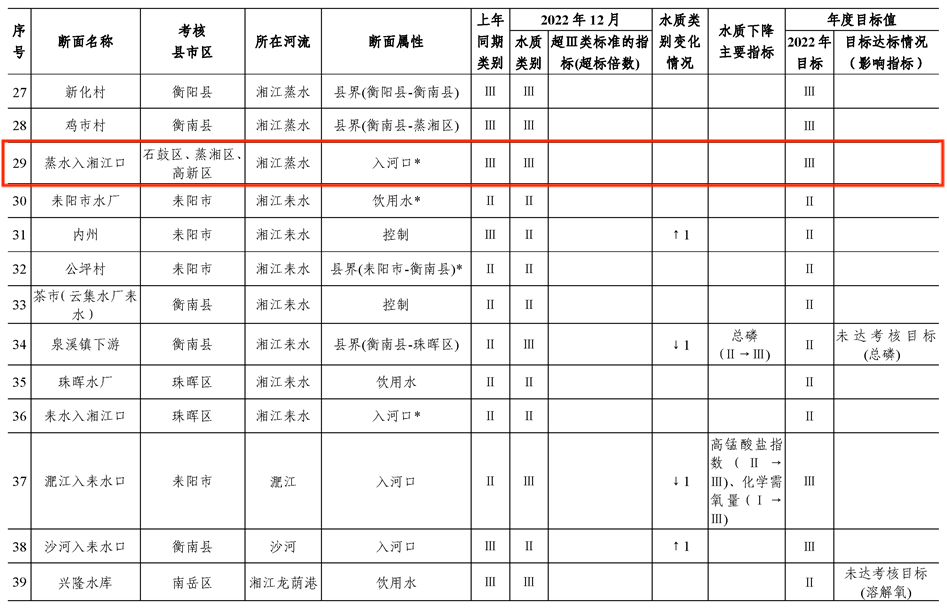 序号 断面名称 考核县市区 所在河流 断面属性 上年同期类别 2022年12月 水质类别变化情况 水质下降主要指标 年度目标值
水质类别 超Ⅲ类标准的指标(超标倍数) 2022年目标 目标达标情况（影响指标）
27 新化村 衡阳县 湘江蒸水 县界(衡阳县-衡南县) Ⅲ Ⅲ Ⅲ
28 鸡市村 衡南县 湘江蒸水 县界(衡南县-蒸湘区) Ⅲ Ⅲ Ⅲ
29 蒸水入湘江口 石鼓区、蒸湘区、高新区 湘江蒸水 入河口* Ⅲ Ⅲ Ⅲ
30 耒阳市水厂 耒阳市 湘江耒水 饮用水* Ⅱ Ⅱ Ⅱ
31 内州 耒阳市 湘江耒水 控制 Ⅲ Ⅱ ↑1 Ⅱ
32 公坪村 耒阳市 湘江耒水 县界(耒阳市-衡南县)* Ⅱ Ⅱ Ⅱ
33 茶市(云集水厂耒水） 衡南县 湘江耒水 控制 Ⅱ Ⅱ Ⅱ
34 泉溪镇下游 衡南县 湘江耒水 县界(衡南县-珠晖区) Ⅱ Ⅲ ↓1 总磷(Ⅱ→Ⅲ) Ⅱ 未达考核目标(总磷)
35 珠晖水厂 珠晖区 湘江耒水 饮用水 Ⅱ Ⅱ Ⅱ
36 耒水入湘江口 珠晖区 湘江耒水 入河口* Ⅱ Ⅱ Ⅱ
37 淝江入耒水口 耒阳市 淝江 入河口 Ⅱ Ⅲ ↓1 高锰酸盐指数（Ⅱ→Ⅲ)、化学需氧量（Ⅰ→Ⅲ) Ⅲ
38 沙河入耒水口 衡南县 沙河 入河口 Ⅲ Ⅱ ↑1 Ⅲ
39 兴隆水库 南岳区 湘江龙荫港 饮用水 Ⅲ Ⅲ Ⅱ 未达考核目标(溶解氧)